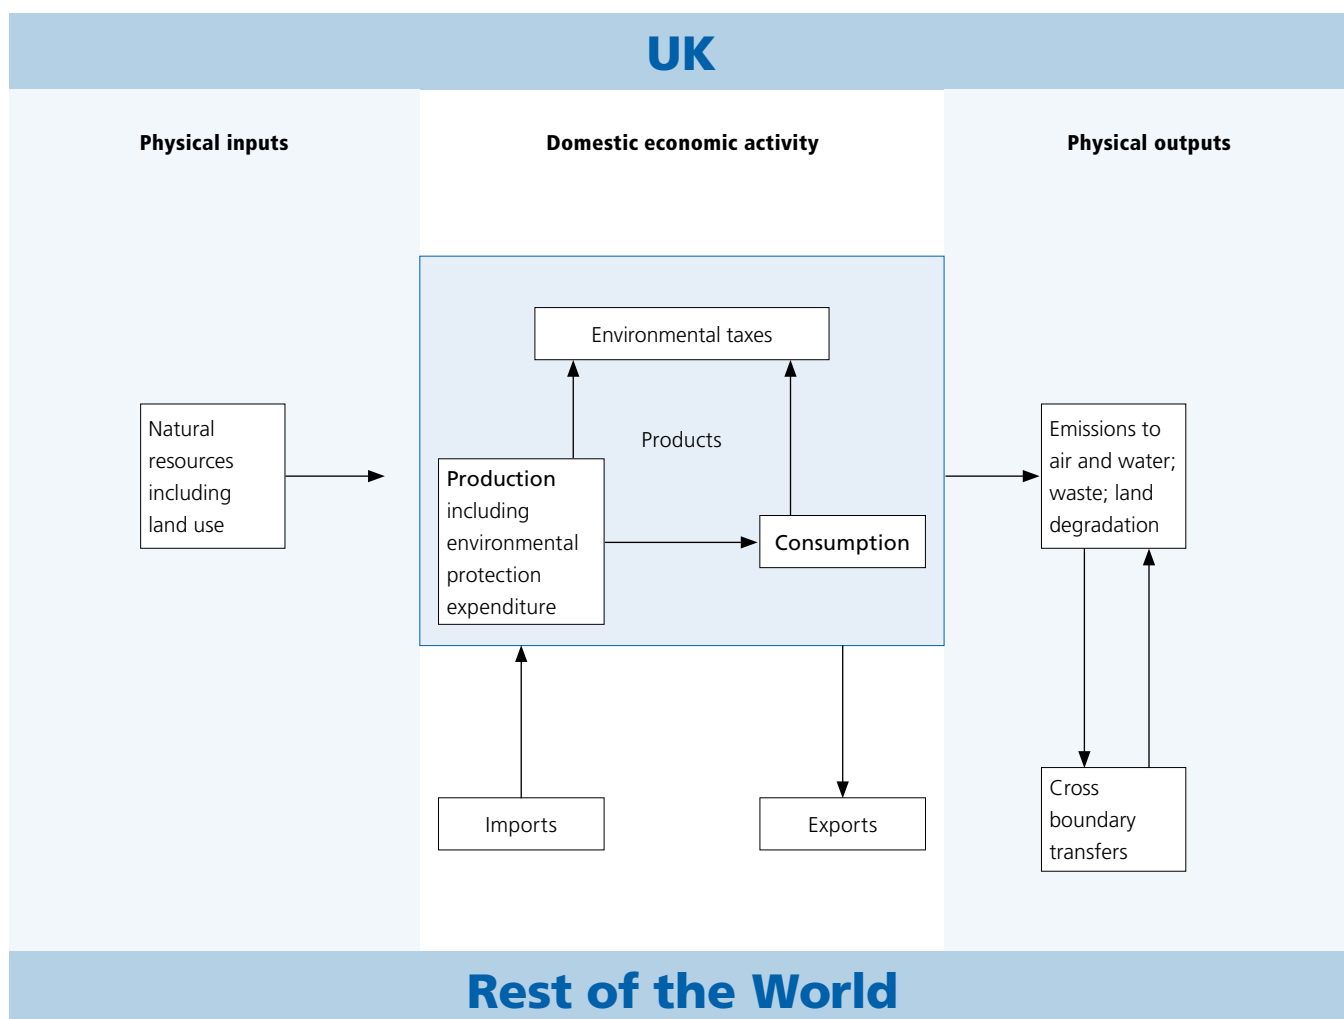 UK
Physical inputs
Domestic economic activity
Physical outputs
Environmental taxes
Products
Natural
resources
including
land use
Production
including
environmental
protection
expenditure
Consumption
Emissions to
air and water;
waste; land
degradation
Imports
Exports
Cross
boundary
transfers
Rest of the World